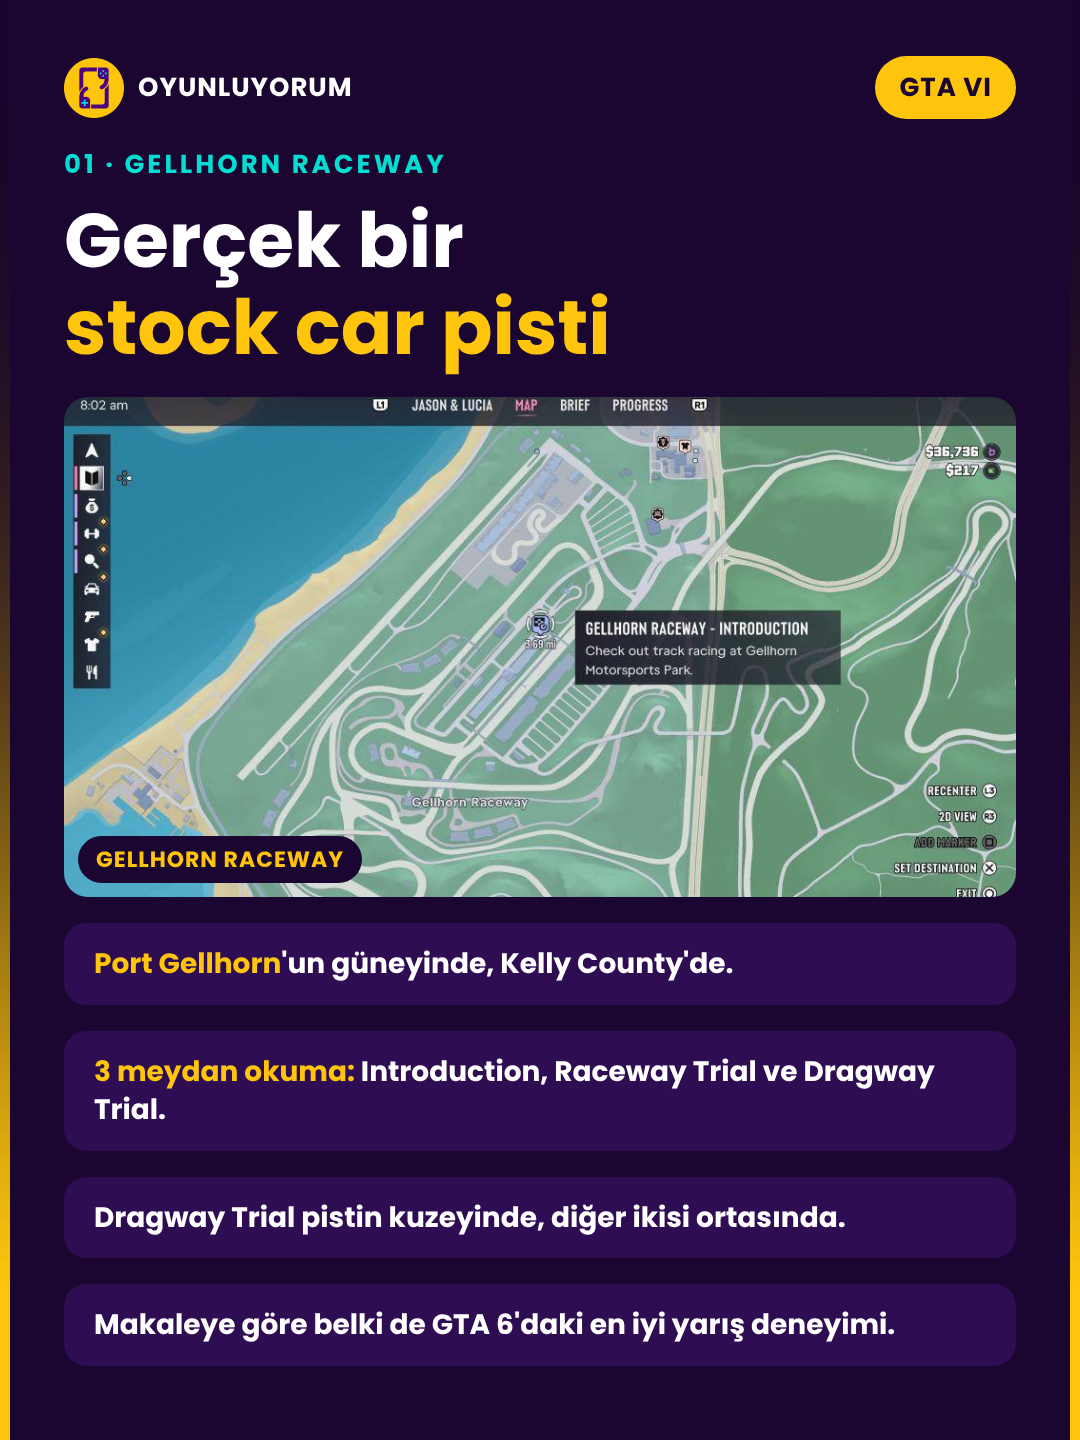 OYUNLUYORUM
GTA VI
01 · GELLHORN RACEWAY
Gerçek bir
stock car pisti
8:02 am
L1 JASON & LUCIA MAP BRIEF PROGRESS R1
$36,736
$217
3.69 mi
GELLHORN RACEWAY - INTRODUCTION
Check out track racing at Gellhorn
Motorsports Park.
Gellhorn Raceway
RECENTER L3
2D VIEW R3
ADD MARKER
SET DESTINATION
EXIT
GELLHORN RACEWAY
Port Gellhorn'un güneyinde, Kelly County'de.
3 meydan okuma: Introduction, Raceway Trial ve Dragway
Trial.
Dragway Trial pistin kuzeyinde, diğer ikisi ortasında.
Makaleye göre belki de GTA 6'daki en iyi yarış deneyimi.